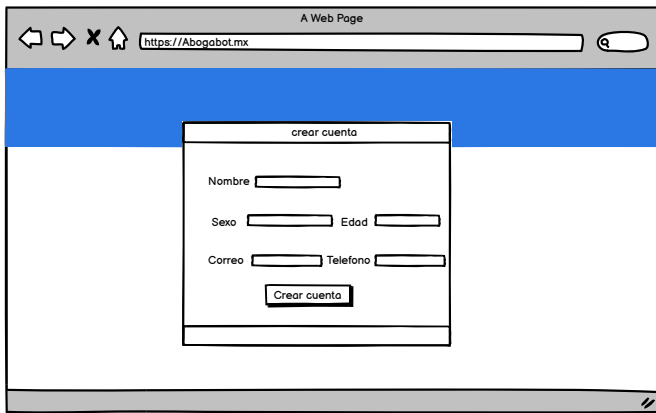 A Web Page
https://Abogabot.mx
crear cuenta
Nombre
Sexo Edad
Correo Telefono
Crear cuenta